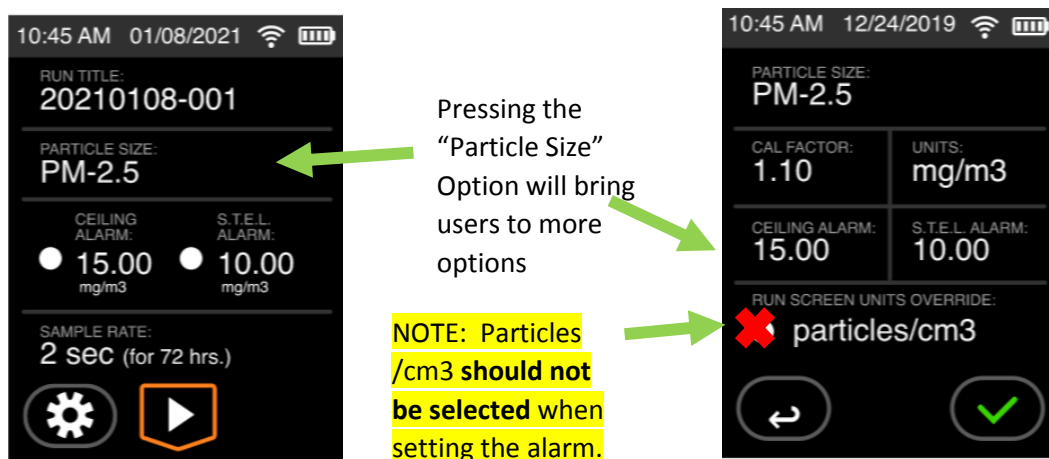 10:45 AM 01/08/2021
RUN TITLE:
20210108-001
PARTICLE SIZE:
PM-2.5
CEILING
ALARM:
15.00
mg/m3
S.T.E.L.
ALARM:
10.00
mg/m3
SAMPLE RATE:
2 sec (for 72 hrs.)
Pressing the
“Particle Size”
Option will bring
users to more
options
NOTE: Particles
/cm3 should not
be selected when
setting the alarm.
10:45 AM 12/24/2019
PARTICLE SIZE:
PM-2.5
CAL FACTOR:
1.10
UNITS:
mg/m3
CEILING ALARM:
15.00
S.T.E.L. ALARM:
10.00
RUN SCREEN UNITS OVERRIDE:
particles/cm3